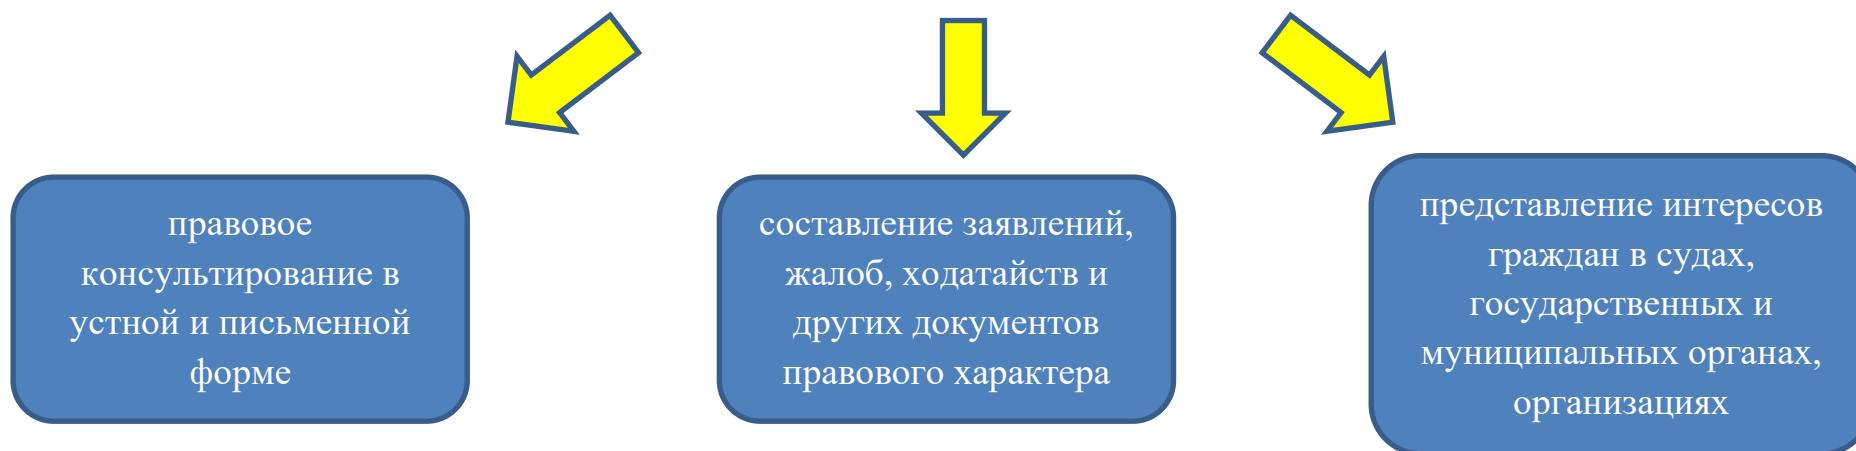 правовое
консультирование в
устной и письменной
форме
составление заявлений,
жалоб, ходатайств и
других документов
правового характера
представление интересов
граждан в судах,
государственных и
муниципальных органах,
организациях